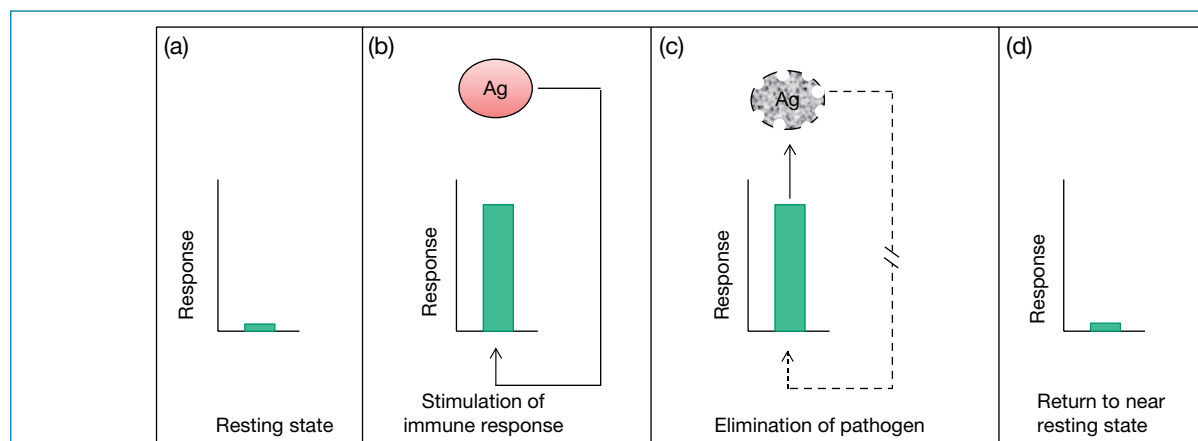 (a)
Response
Resting state
(b)
Ag
Response
Stimulation of
immune response
(c)
Ag
Response
Elimination of pathogen
(d)
Response
Return to near
resting state